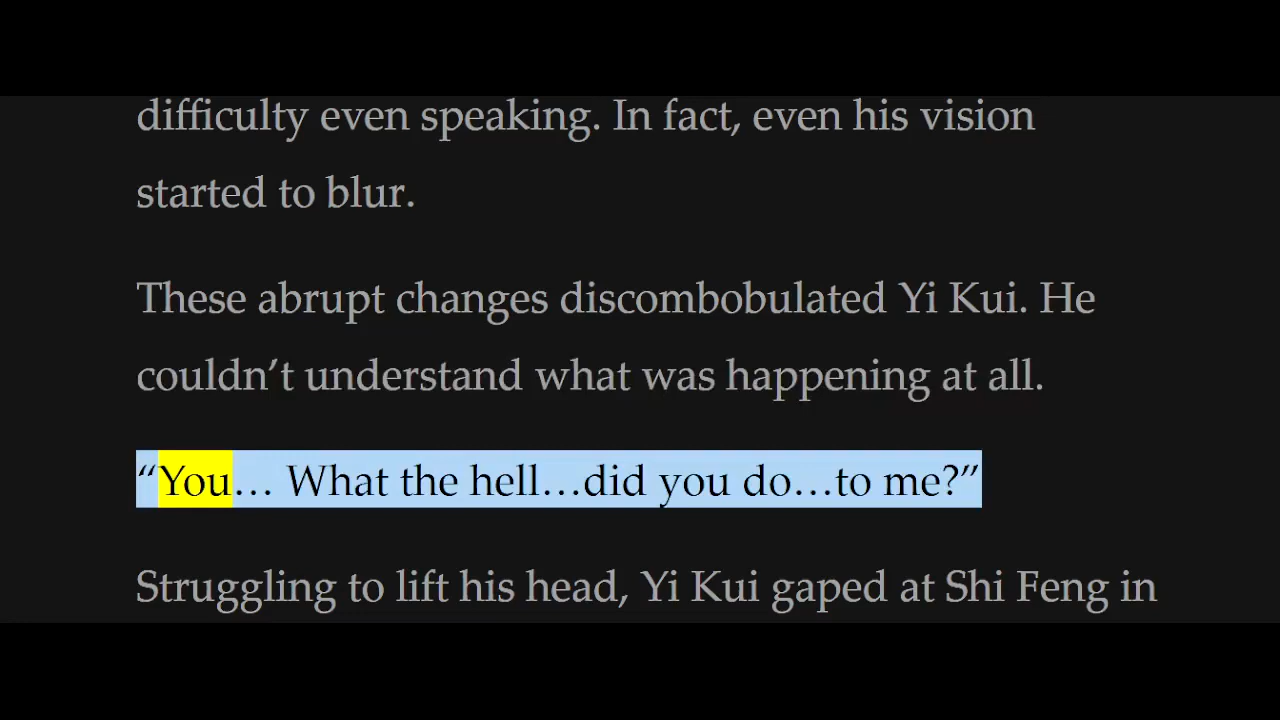 difficulty even speaking. In fact, even his vision
started to blur.
These abrupt changes discombobulated Yi Kui. He
couldn’t understand what was happening at all.
“You… What the hell…did you do…to me?”
Struggling to lift his head, Yi Kui gaped at Shi Feng in